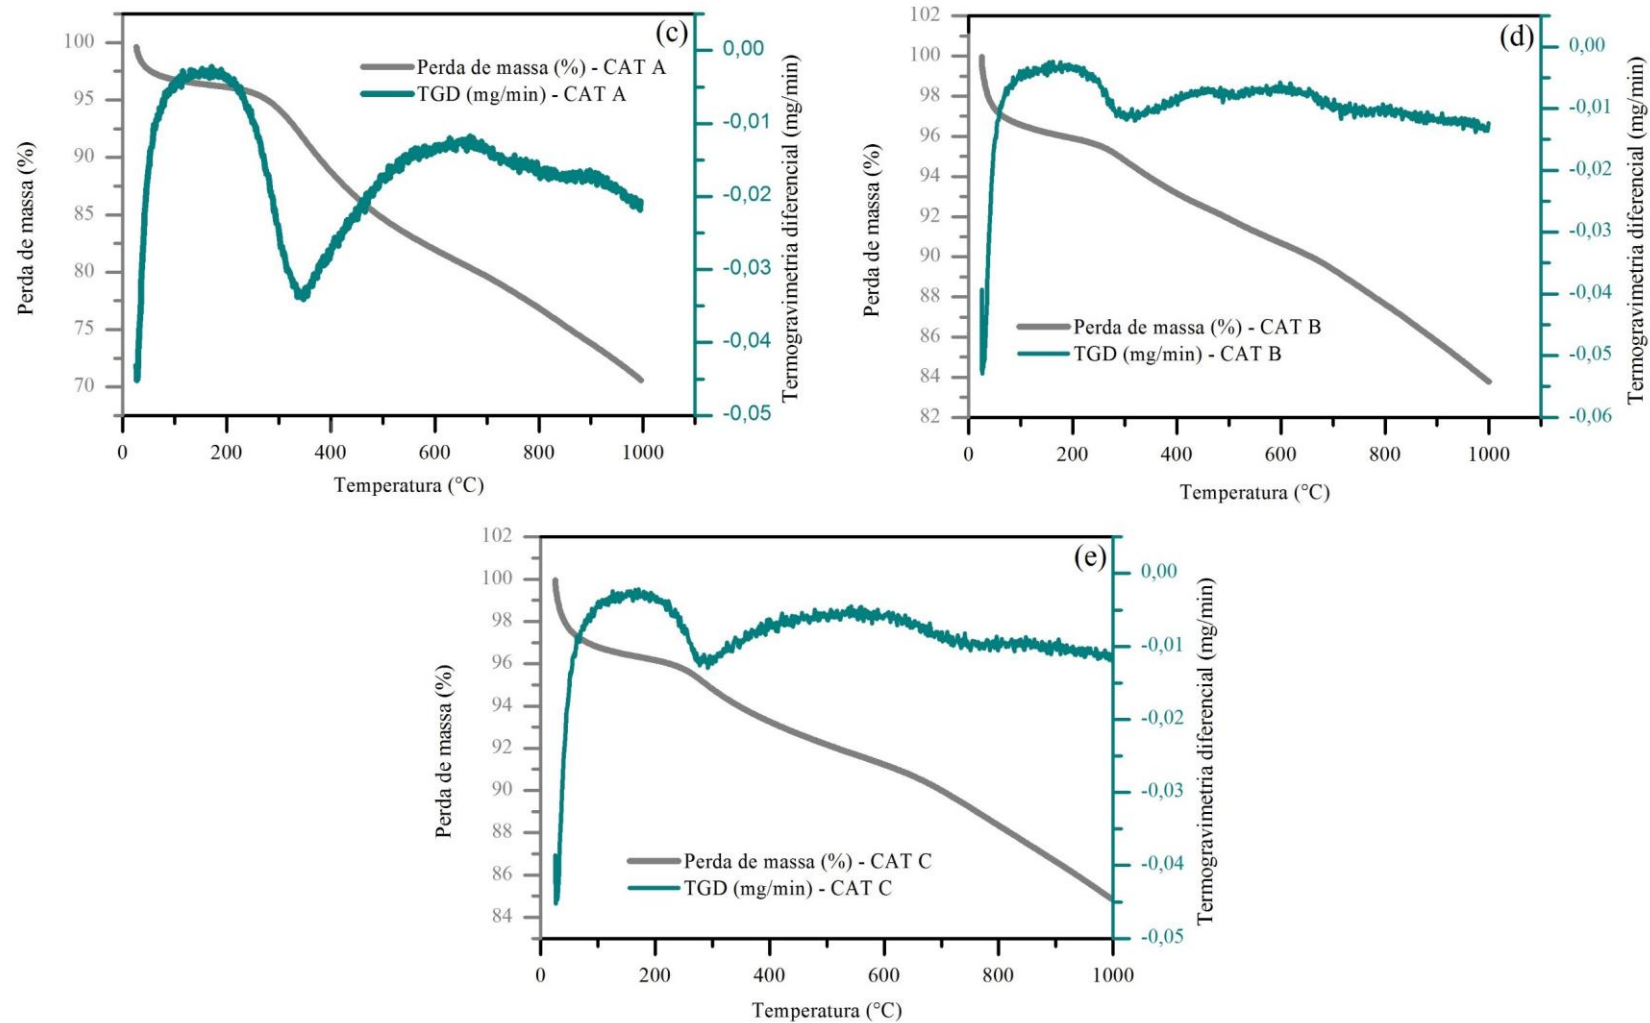 (c)
Perda de massa (%) - CAT A
TGD (mg/min) - CAT A
Perda de massa (%)
100
95
90
85
80
75
70
0,00
-0,01
-0,02
-0,03
-0,04
-0,05
Termogravimetria diferencial (mg/min)
0 200 400 600 800 1000
Temperatura (°C)
(d)
Perda de massa (%)
102
100
98
96
94
92
90
88
86
84
82
Perda de massa (%) - CAT B
TGD (mg/min) - CAT B
0,00
-0,01
-0,02
-0,03
-0,04
-0,05
-0,06
Termogravimetria diferencial (mg/min)
0 200 400 600 800 1000
Temperatura (°C)
(e)
Perda de massa (%)
102
100
98
96
94
92
90
88
86
84
Perda de massa (%) - CAT C
TGD (mg/min) - CAT C
0,00
-0,01
-0,02
-0,03
-0,04
-0,05
Termogravimetria diferencial (mg/min)
0 200 400 600 800 1000
Temperatura (°C)